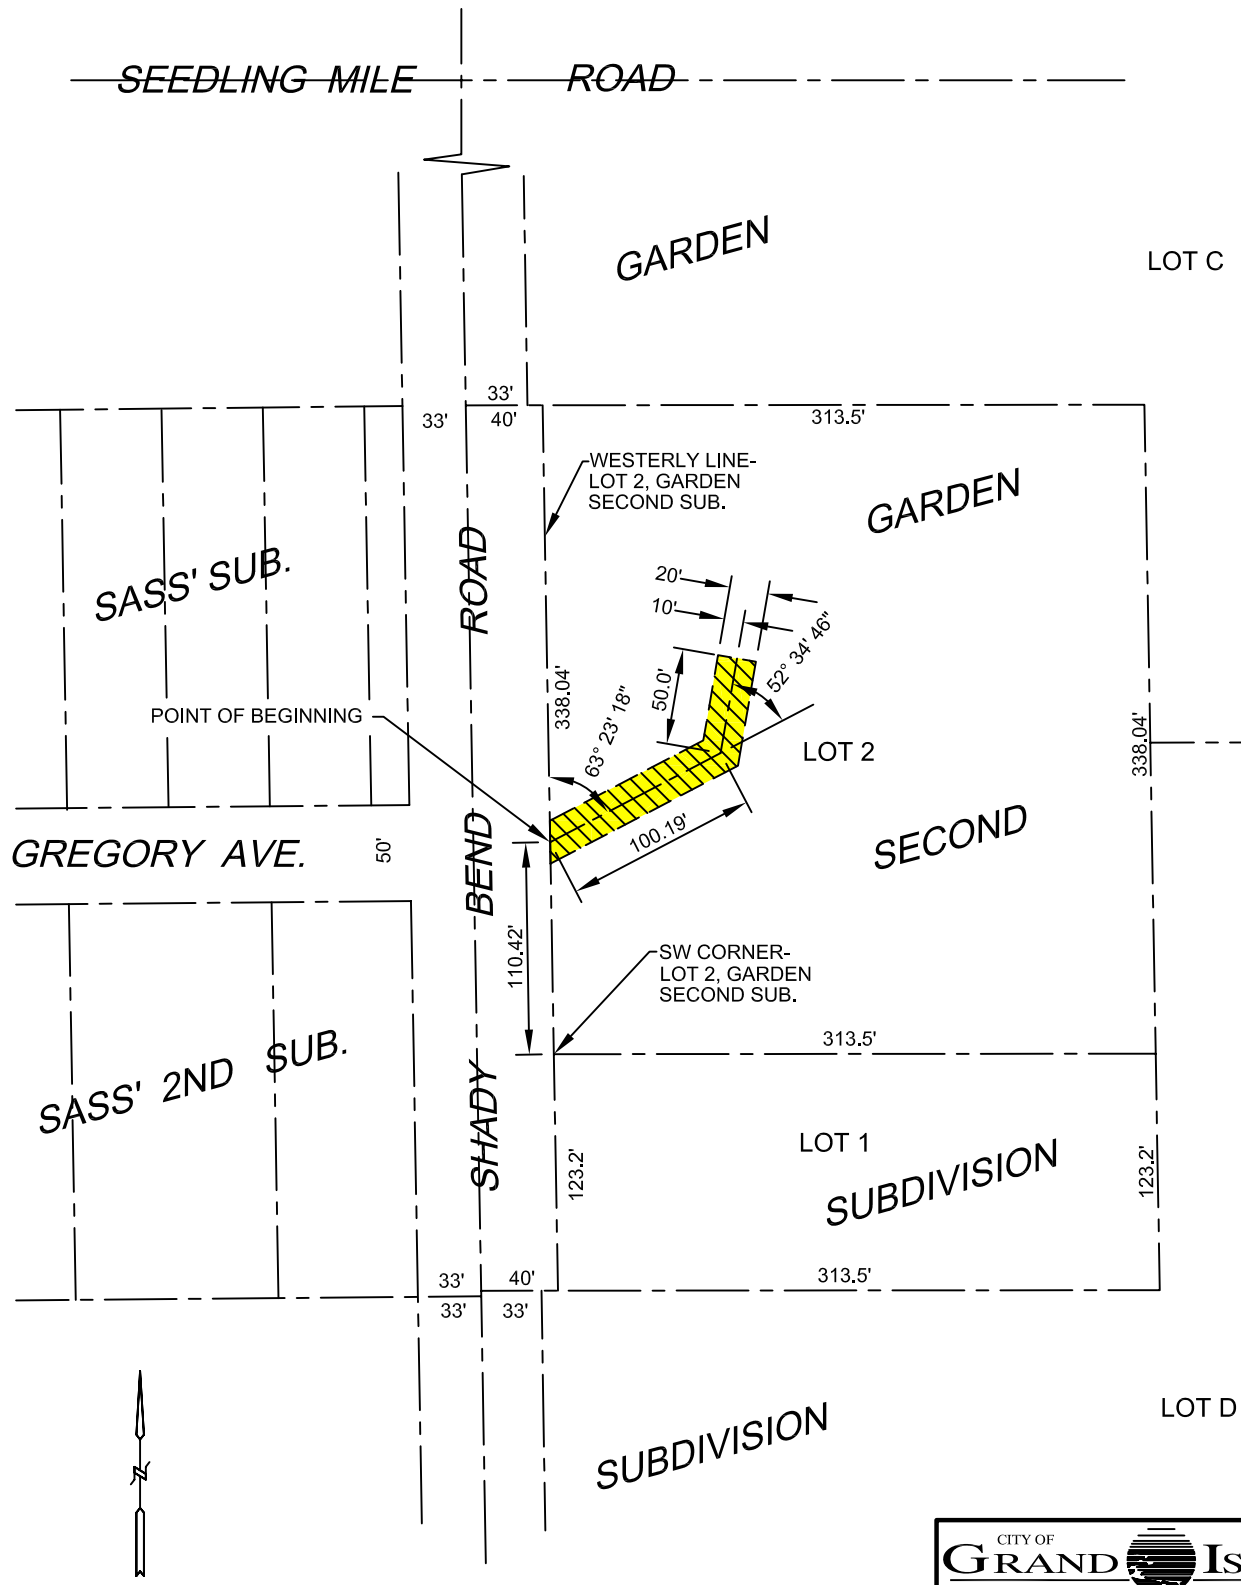 SEEDLING MILE ROAD
GARDEN
LOT C
33'
33'
40'
313.5'
WESTERLY LINE-
LOT 2, GARDEN
SECOND SUB.
GARDEN
SASS' SUB.
ROAD
20'
10'
52° 34' 46"
50.0'
338.04'
63° 23' 18"
POINT OF BEGINNING
LOT 2
338.04'
100.19'
GREGORY AVE.
50'
BEND
SECOND
110.42'
SW CORNER-
LOT 2, GARDEN
SECOND SUB.
313.5'
SASS' 2ND SUB.
SHADY
LOT 1
123.2'
SUBDIVISION
123.2'
33'
40'
313.5'
33'
33'
LOT D
SUBDIVISION
CITY OF
GRAND IS